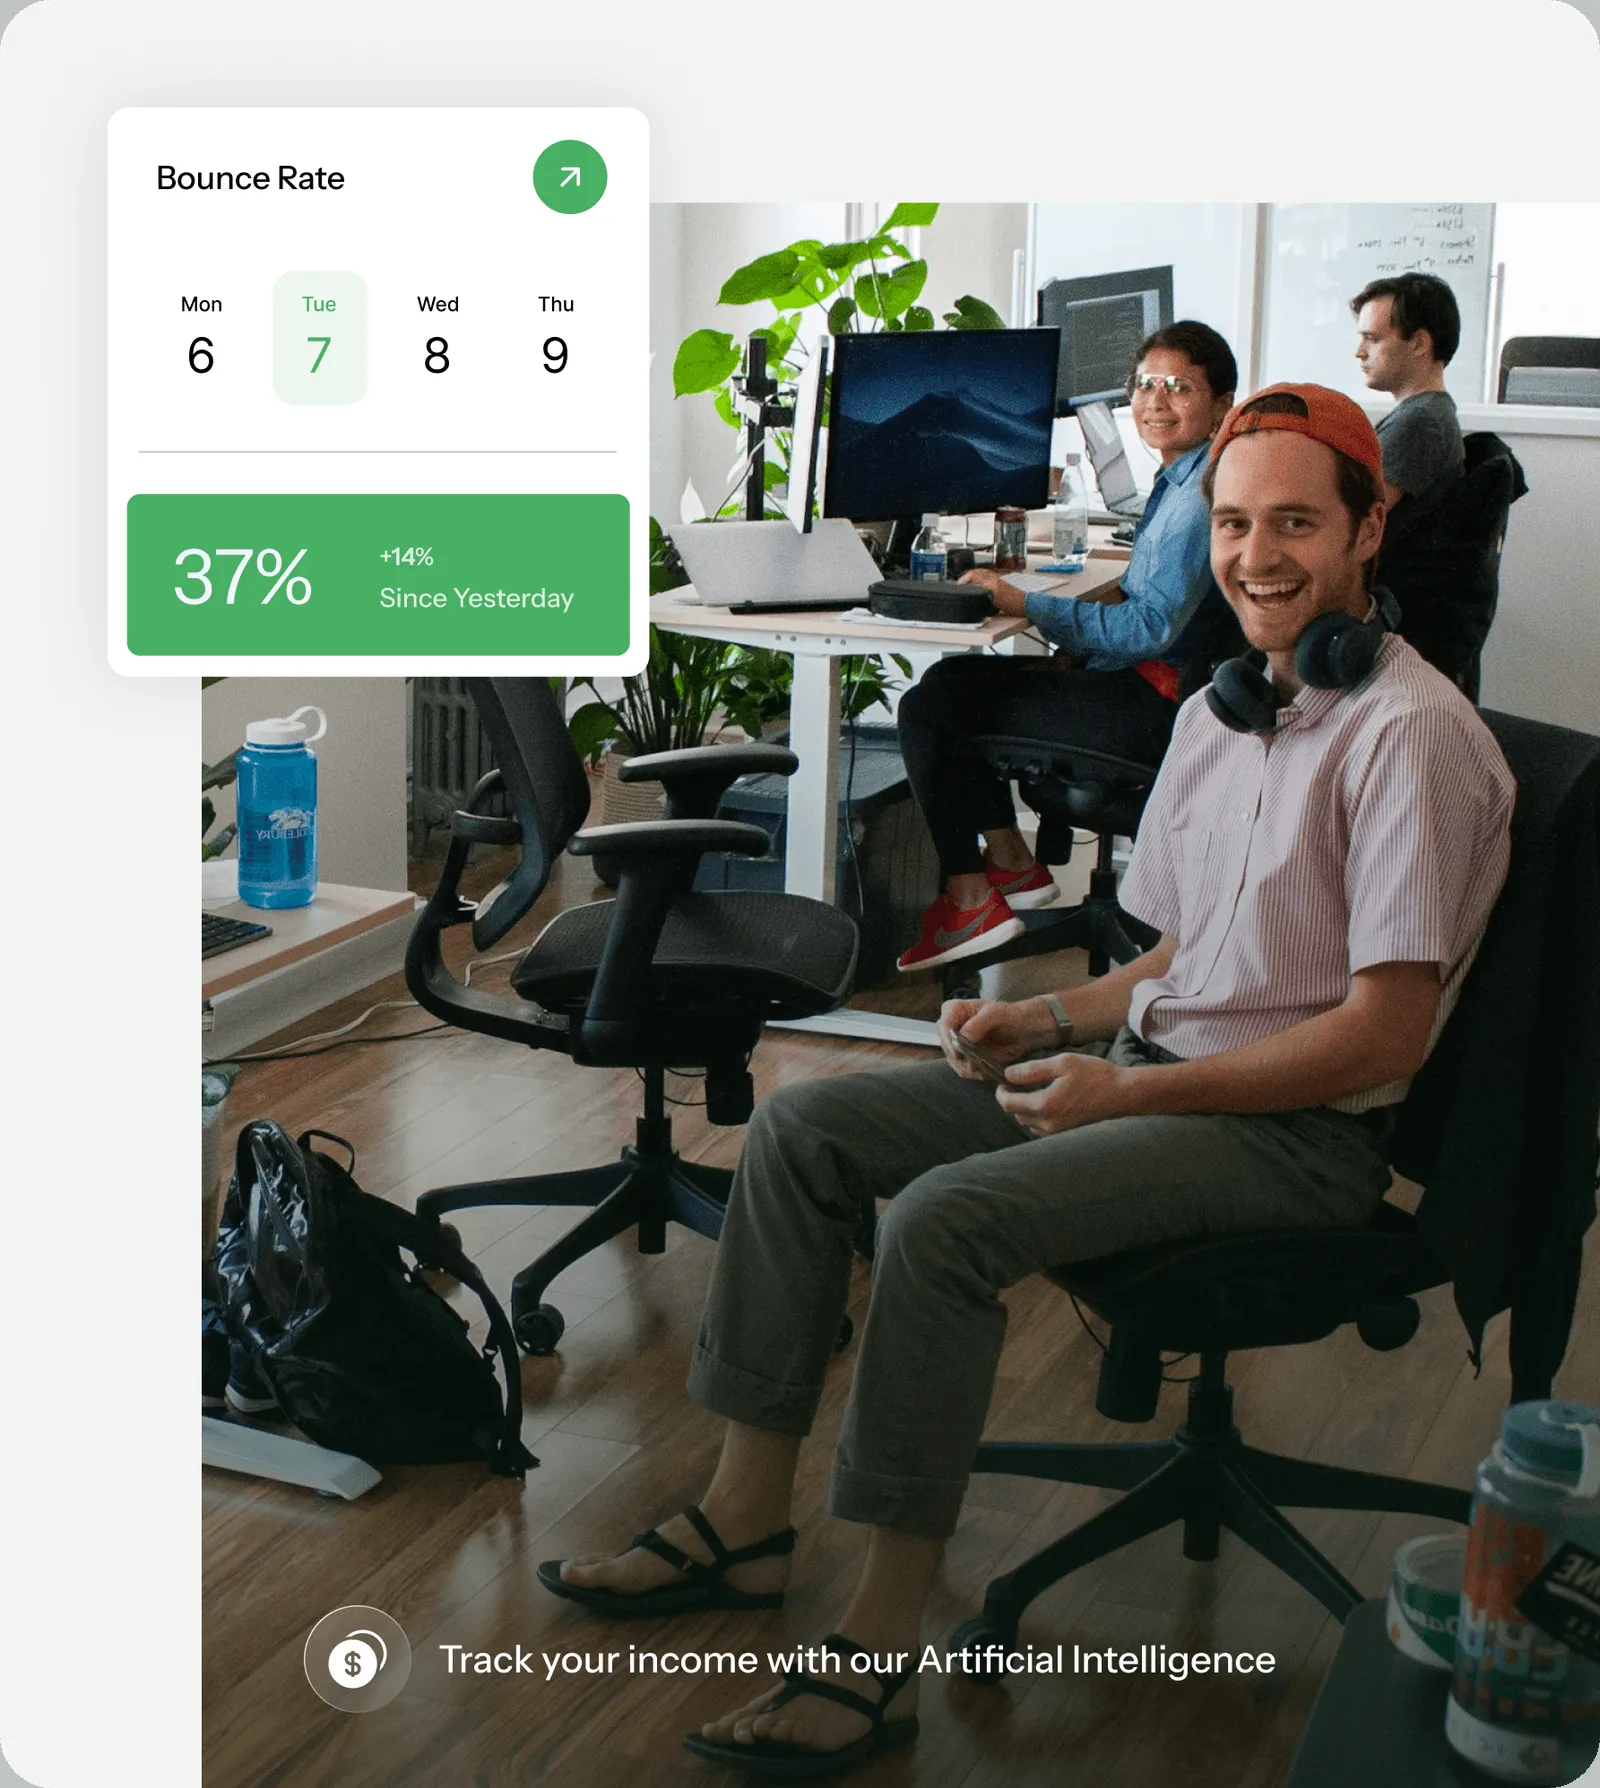 Bounce Rate
Mon Tue Wed Thu
6 7 8 9
37%
+14%
Since Yesterday
$
Track your income with our Artificial Intelligence